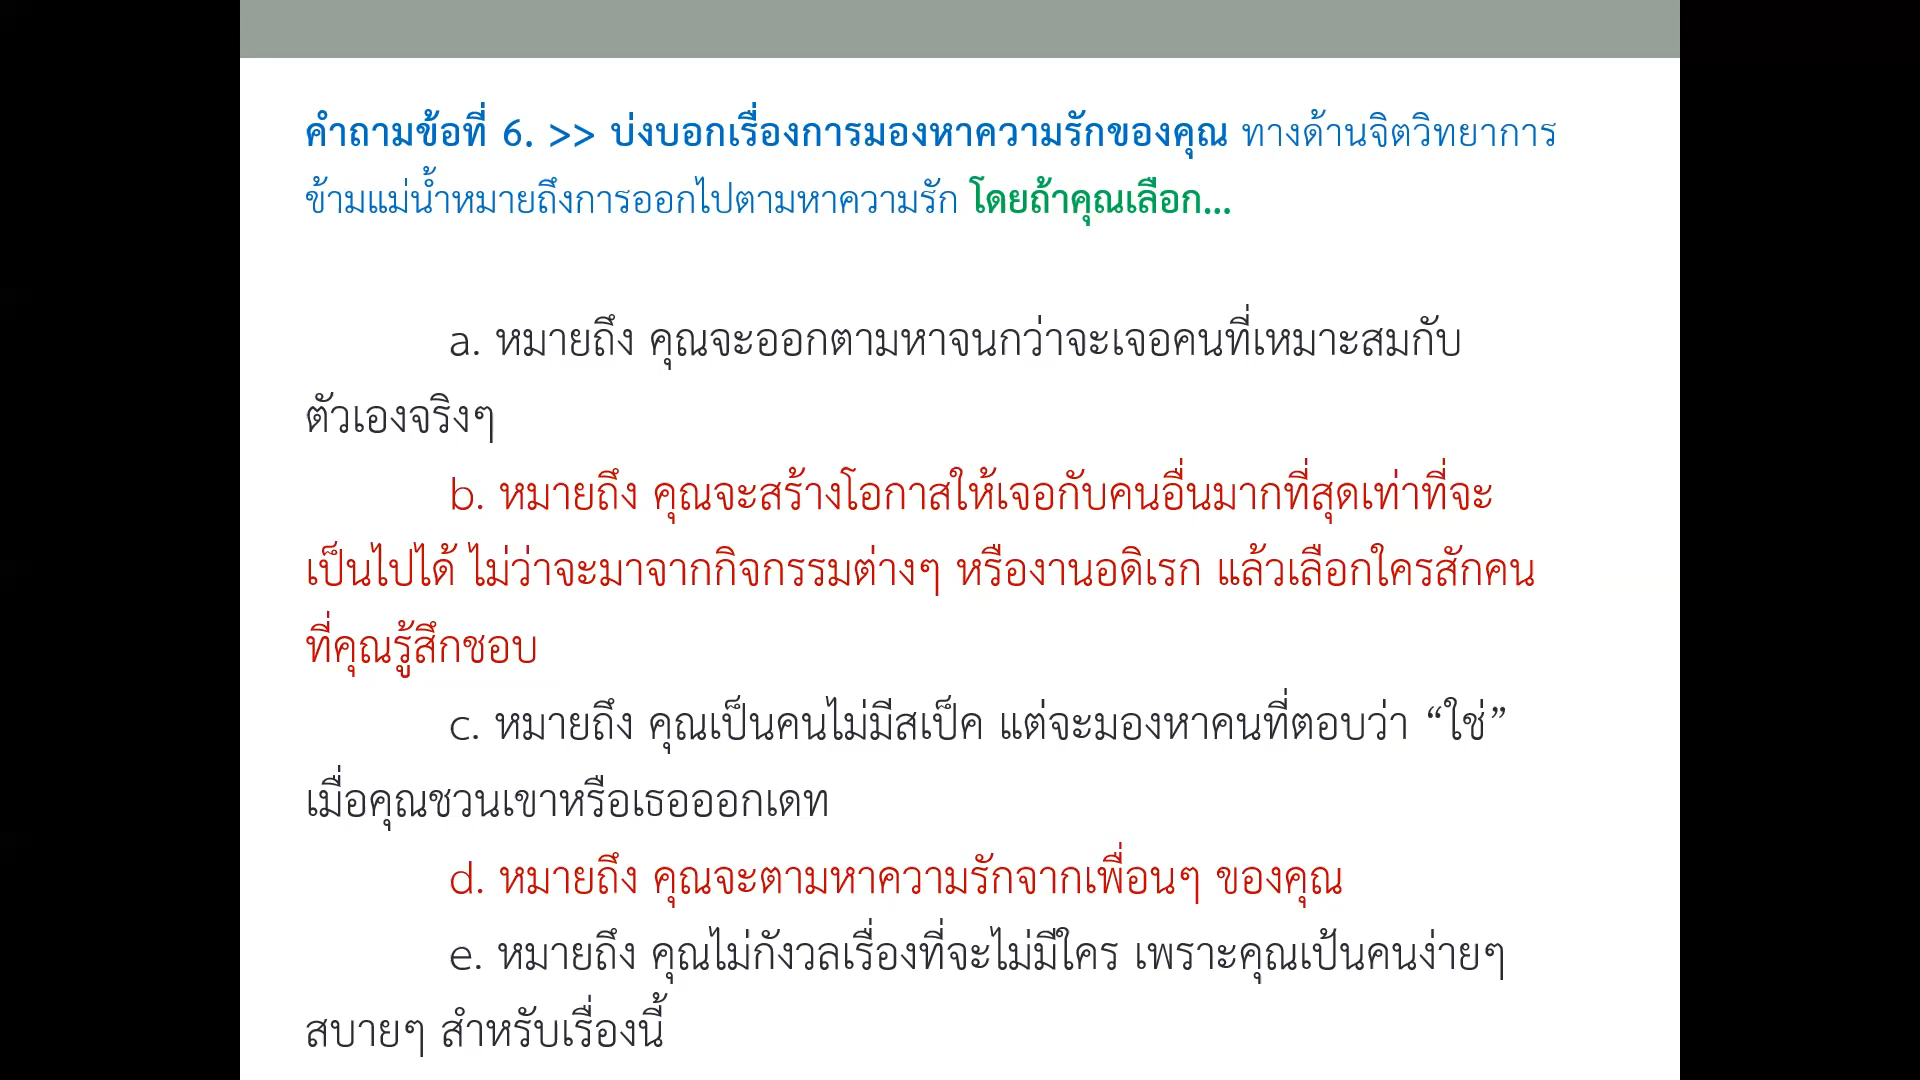 คำถามข้อที่ 6. >> บ่งบอกเรื่องการมองหาความรักของคุณ ทางด้านจิตวิทยาการ
ข้ามแม่น้ำหมายถึงการออกไปตามหาความรัก โดยถ้าคุณเลือก...
a. หมายถึง คุณจะออกตามหาจนกว่าจะเจอคนที่เหมาะสมกับ
ตัวเองจริงๆ
b. หมายถึง คุณจะสร้างโอกาสให้เจอกับคนอื่นมากที่สุดเท่าที่จะ
เป็นไปได้ ไม่ว่าจะมาจากกิจกรรมต่างๆ หรืองานอดิเรก แล้วเลือกใครสักคน
ที่คุณรู้สึกชอบ
c. หมายถึง คุณเป็นคนไม่มีสเป็ค แต่จะมองหาคนที่ตอบว่า “ใช่”
เมื่อคุณชวนเขาหรือเธอออกเดท
d. หมายถึง คุณจะตามหาความรักจากเพื่อนๆ ของคุณ
e. หมายถึง คุณไม่กังวลเรื่องที่จะไม่มีใคร เพราะคุณเป้นคนง่ายๆ
สบายๆ สำหรับเรื่องนี้